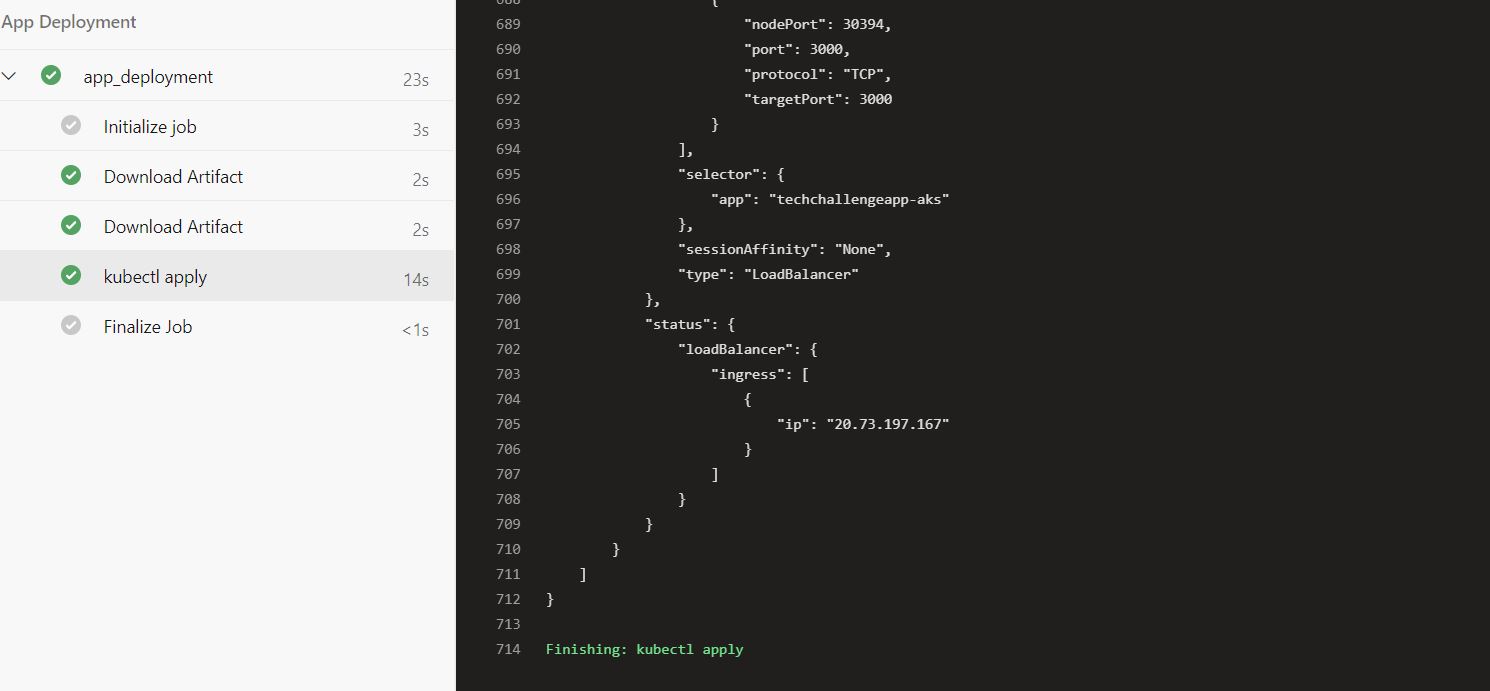 App Deployment
app_deployment 23s
Initialize job 3s
Download Artifact 2s
Download Artifact 2s
kubectl apply 14s
Finalize Job <1s
688 {
689 "nodePort": 30394,
690 "port": 3000,
691 "protocol": "TCP",
692 "targetPort": 3000
693 }
694 ],
695 "selector": {
696 "app": "techchallengeapp-aks"
697 },
698 "sessionAffinity": "None",
699 "type": "LoadBalancer"
700 },
701 "status": {
702 "loadBalancer": {
703 "ingress": [
704 {
705 "ip": "20.73.197.167"
706 }
707 ]
708 }
709 }
710 }
711 ]
712 }
713
714 Finishing: kubectl apply